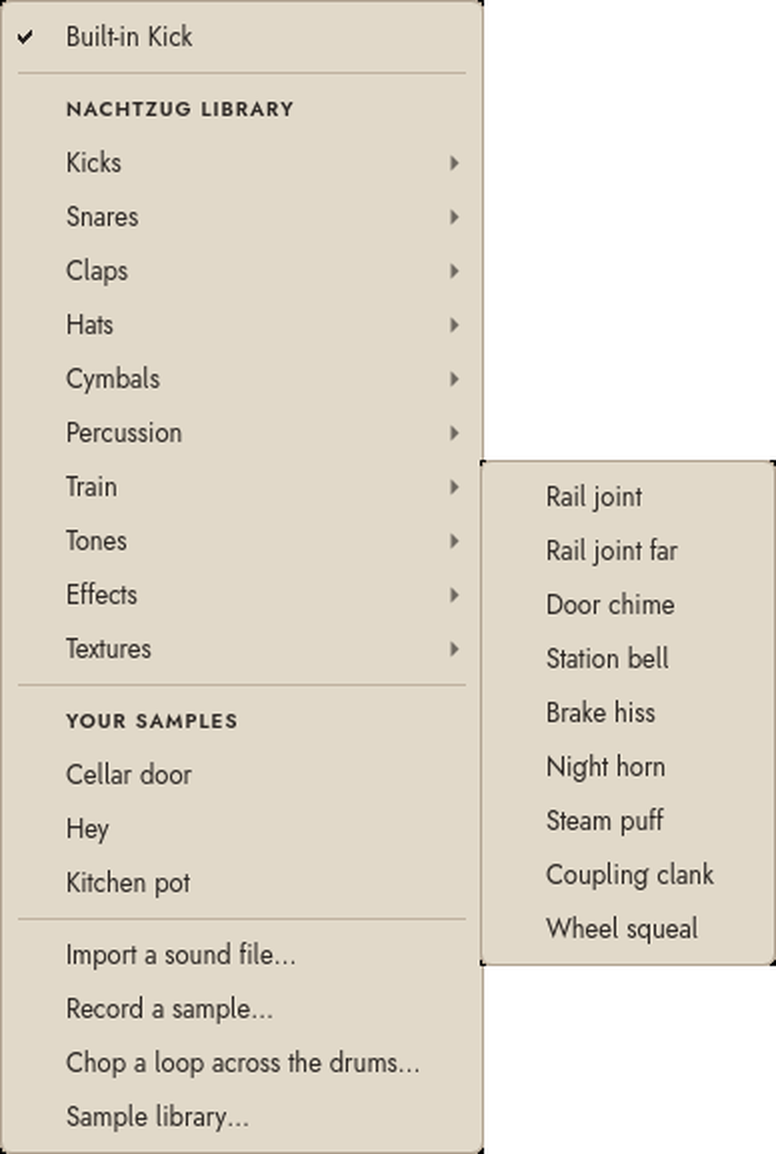 Built-in Kick
NACHTZUG LIBRARY
Kicks
Snares
Claps
Hats
Cymbals
Percussion
Train
Tones
Effects
Textures
YOUR SAMPLES
Cellar door
Hey
Kitchen pot
Import a sound file...
Record a sample...
Chop a loop across the drums...
Sample library...
Rail joint
Rail joint far
Door chime
Station bell
Brake hiss
Night horn
Steam puff
Coupling clank
Wheel squeal